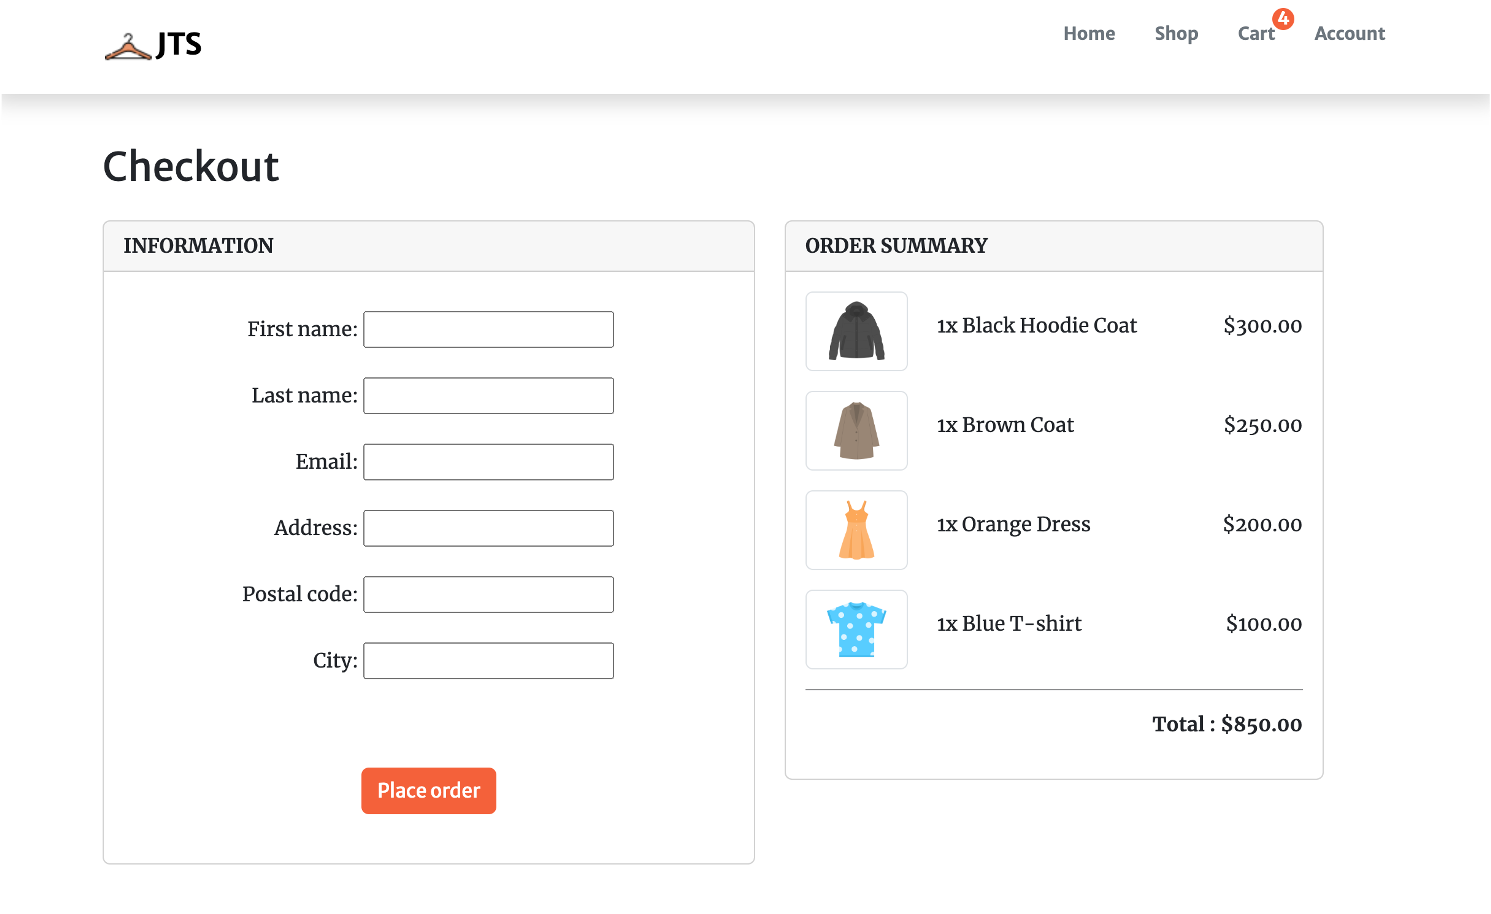 JTS
Home Shop Cart 4 Account
Checkout
INFORMATION
First name:
Last name:
Email:
Address:
Postal code:
City:
Place order
ORDER SUMMARY
1x Black Hoodie Coat $300.00
1x Brown Coat $250.00
1x Orange Dress $200.00
1x Blue T-shirt $100.00
Total : $850.00